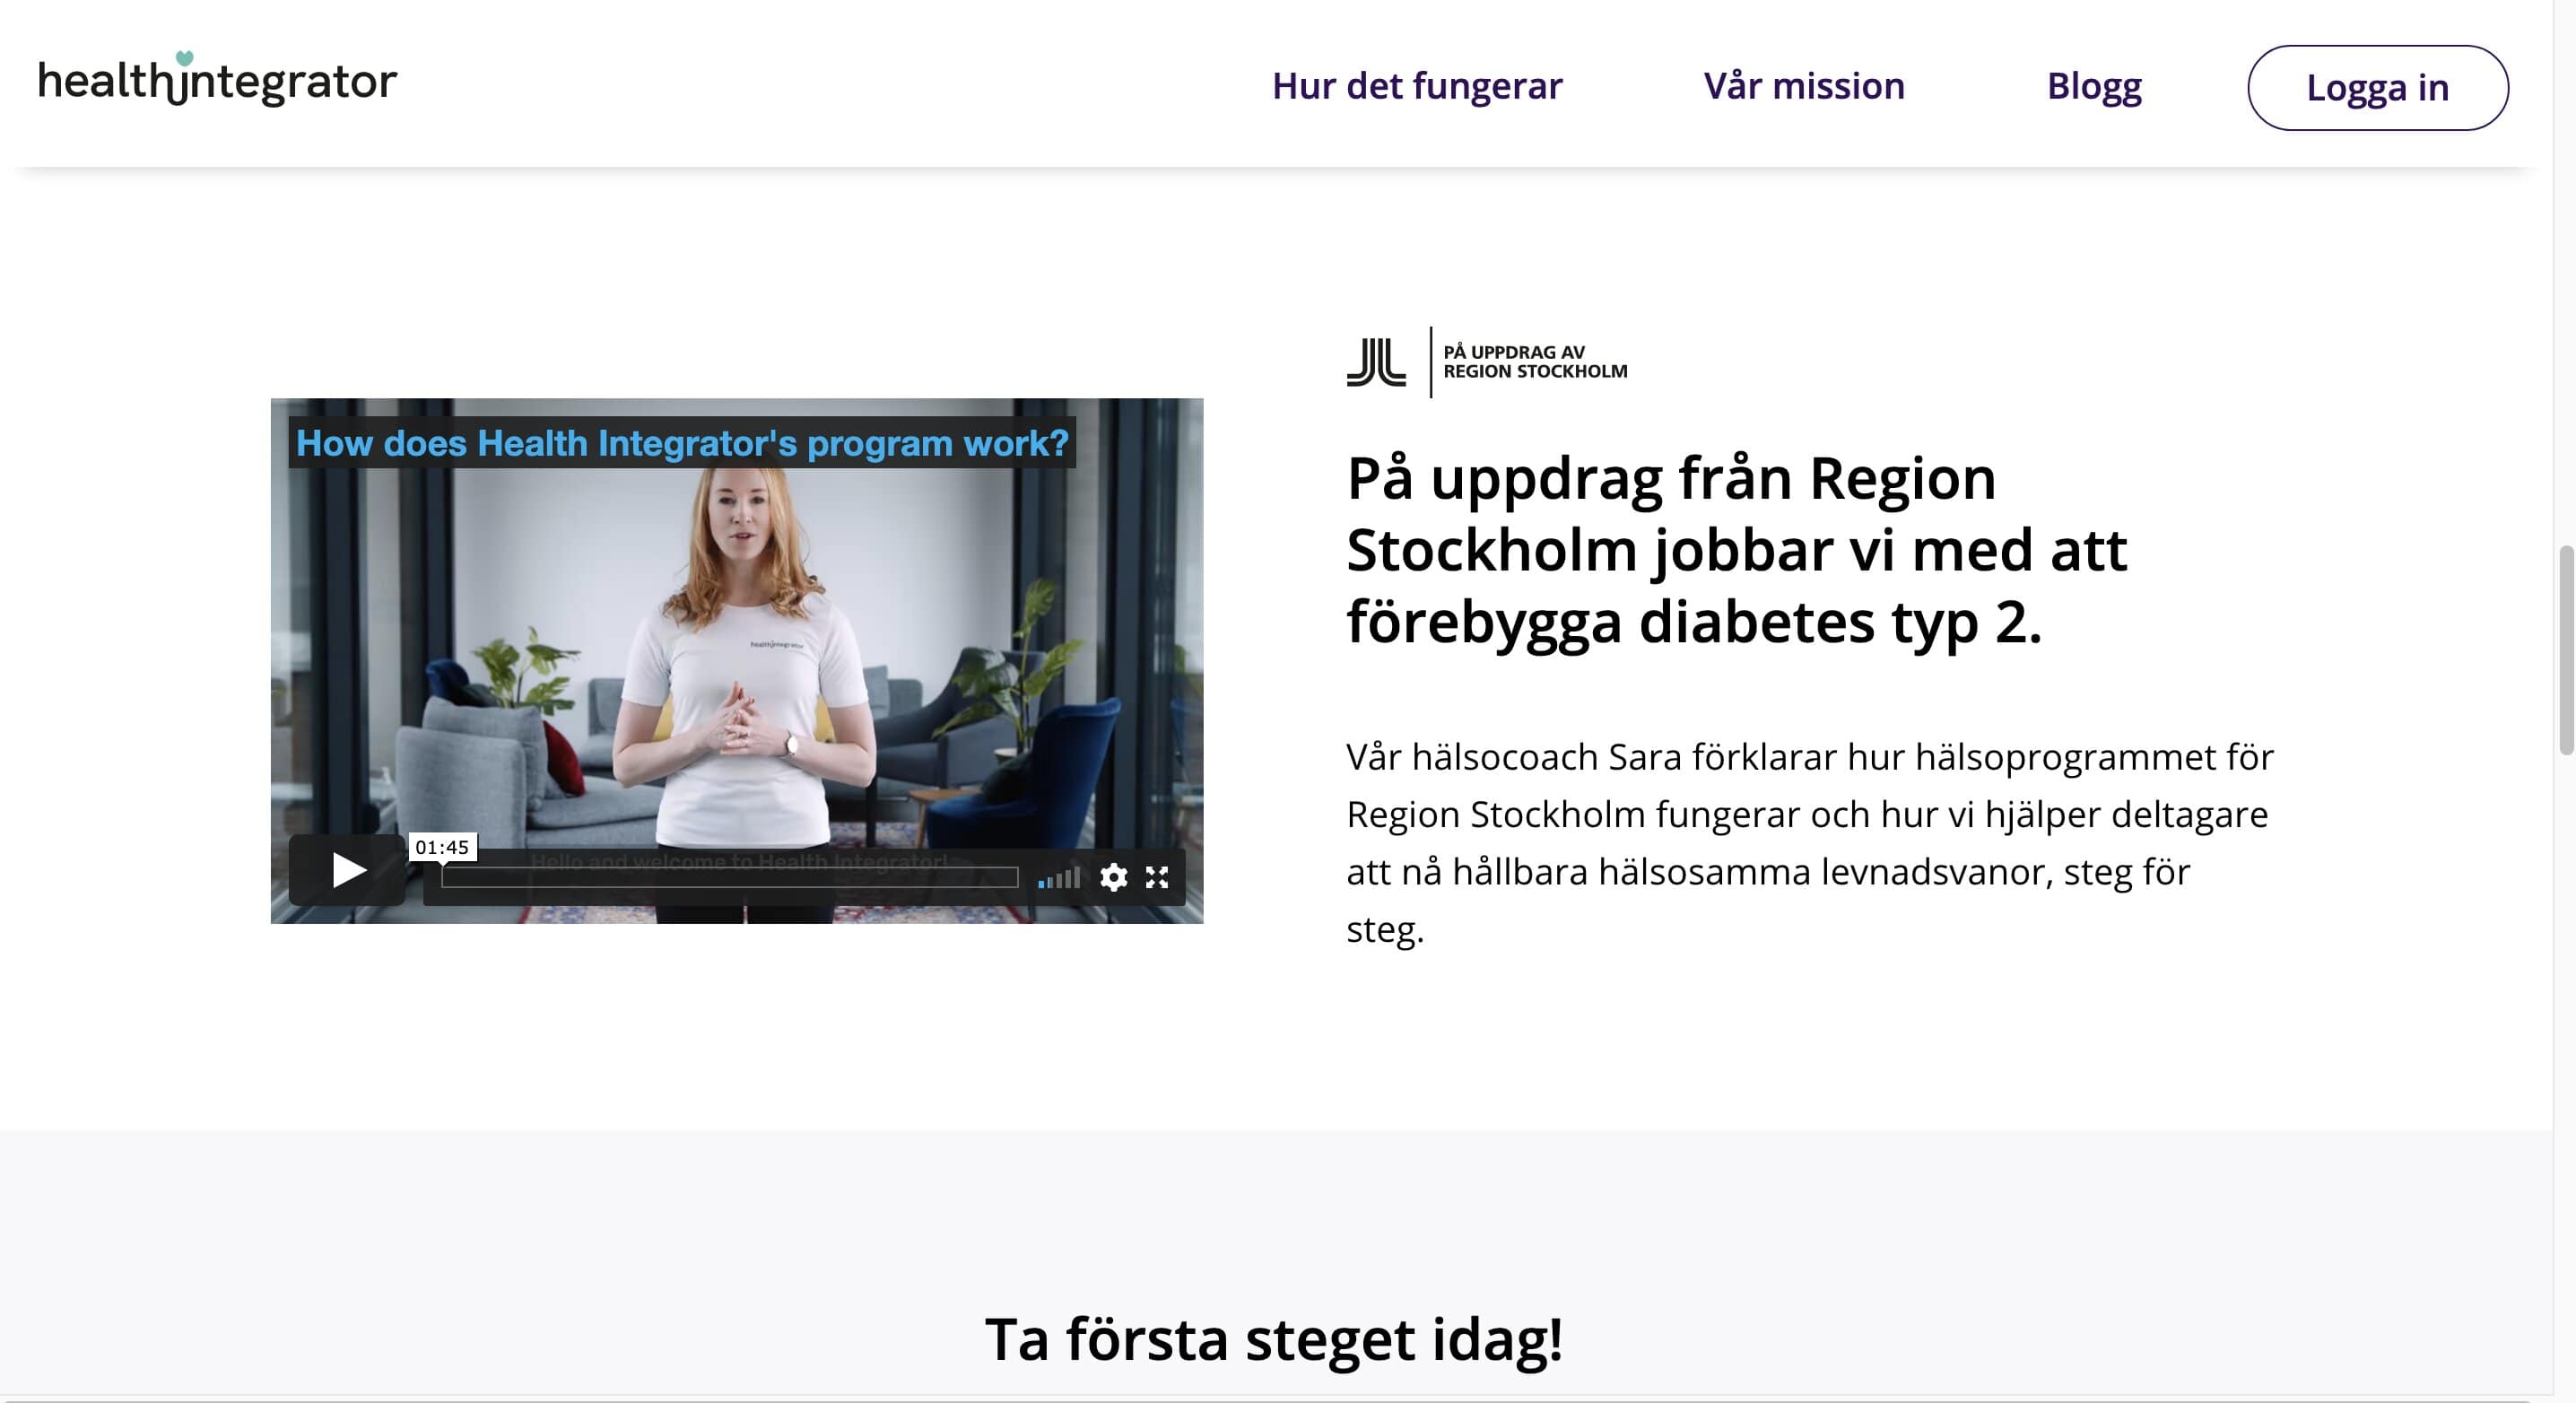 healthintegrator
Hur det fungerar
Vår mission
Blogg
Logga in
How does Health Integrator's program work?
healthintegrator
01:45
Hello and welcome to Health Integrator!
PÅ UPPDRAG AV
REGION STOCKHOLM
På uppdrag från Region
Stockholm jobbar vi med att
förebygga diabetes typ 2.
Vår hälsocoach Sara förklarar hur hälsoprogrammet för
Region Stockholm fungerar och hur vi hjälper deltagare
att nå hållbara hälsosamma levnadsvanor, steg för
steg.
Ta första steget idag!